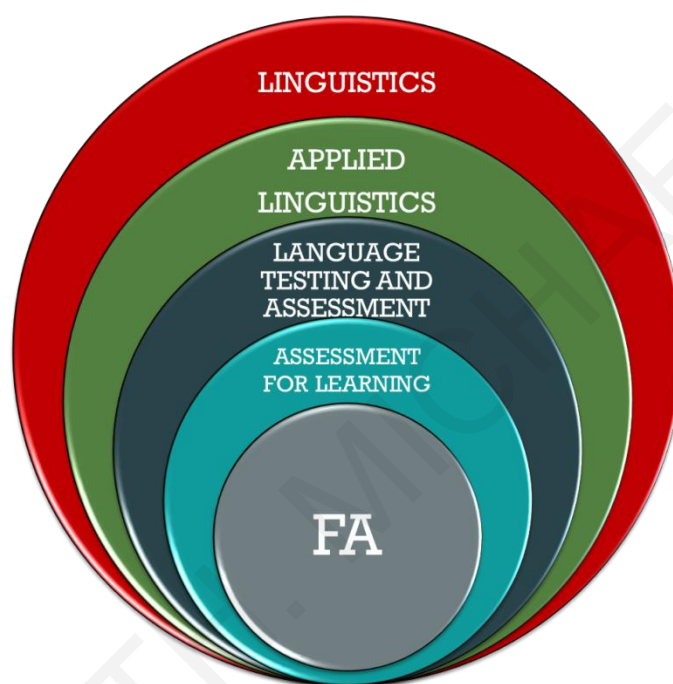 LINGUISTICS
APPLIED
LINGUISTICS
LANGUAGE
TESTING AND
ASSESSMENT
ASSESSMENT
FOR LEARNING
FA